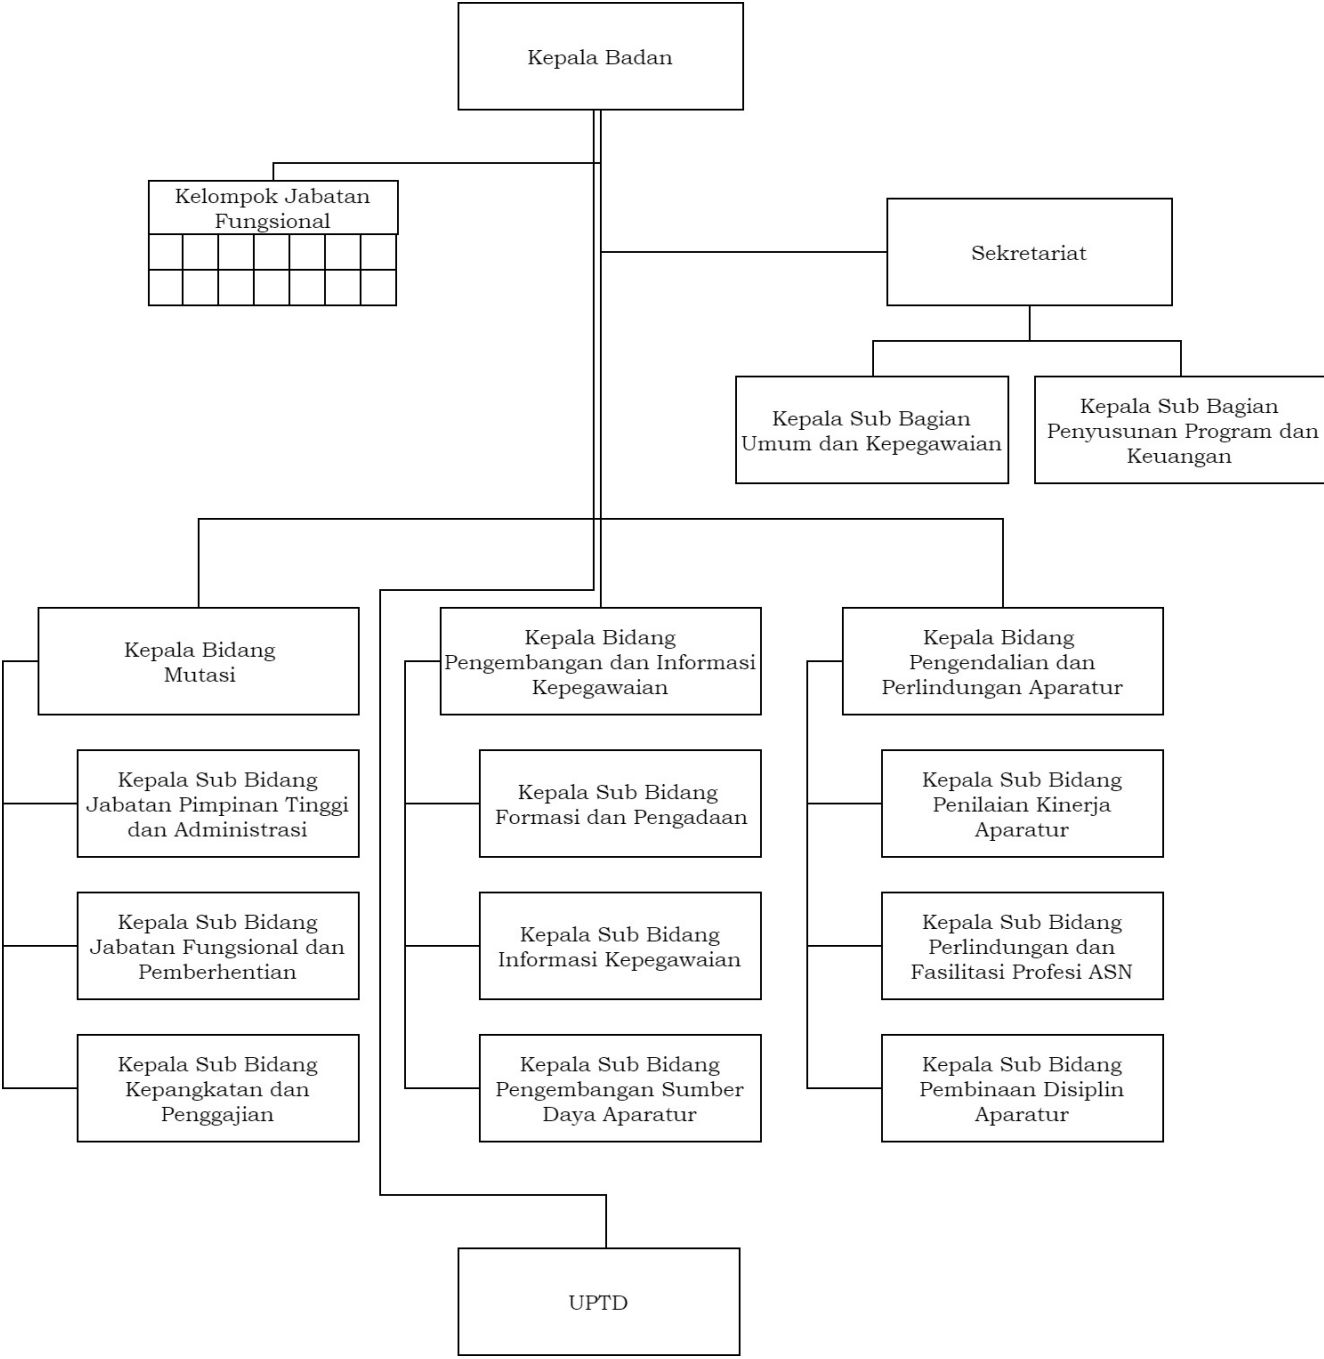 Kepala Badan
Kelompok Jabatan
Fungsional
Sekretariat
Kepala Sub Bagian
Umum dan Kepegawaian
Kepala Sub Bagian
Penyusunan Program dan
Keuangan
Kepala Bidang
Mutasi
Kepala Bidang
Pengembangan dan Informasi
Kepegawaian
Kepala Bidang
Pengendalian dan
Perlindungan Aparatur
Kepala Sub Bidang
Jabatan Pimpinan Tinggi
dan Administrasi
Kepala Sub Bidang
Formasi dan Pengadaan
Kepala Sub Bidang
Penilaian Kinerja
Aparatur
Kepala Sub Bidang
Jabatan Fungsional dan
Pemberhentian
Kepala Sub Bidang
Informasi Kepegawaian
Kepala Sub Bidang
Perlindungan dan
Fasilitasi Profesi ASN
Kepala Sub Bidang
Kepangkatan dan
Penggajian
Kepala Sub Bidang
Pengembangan Sumber
Daya Aparatur
Kepala Sub Bidang
Pembinaan Disiplin
Aparatur
UPTD